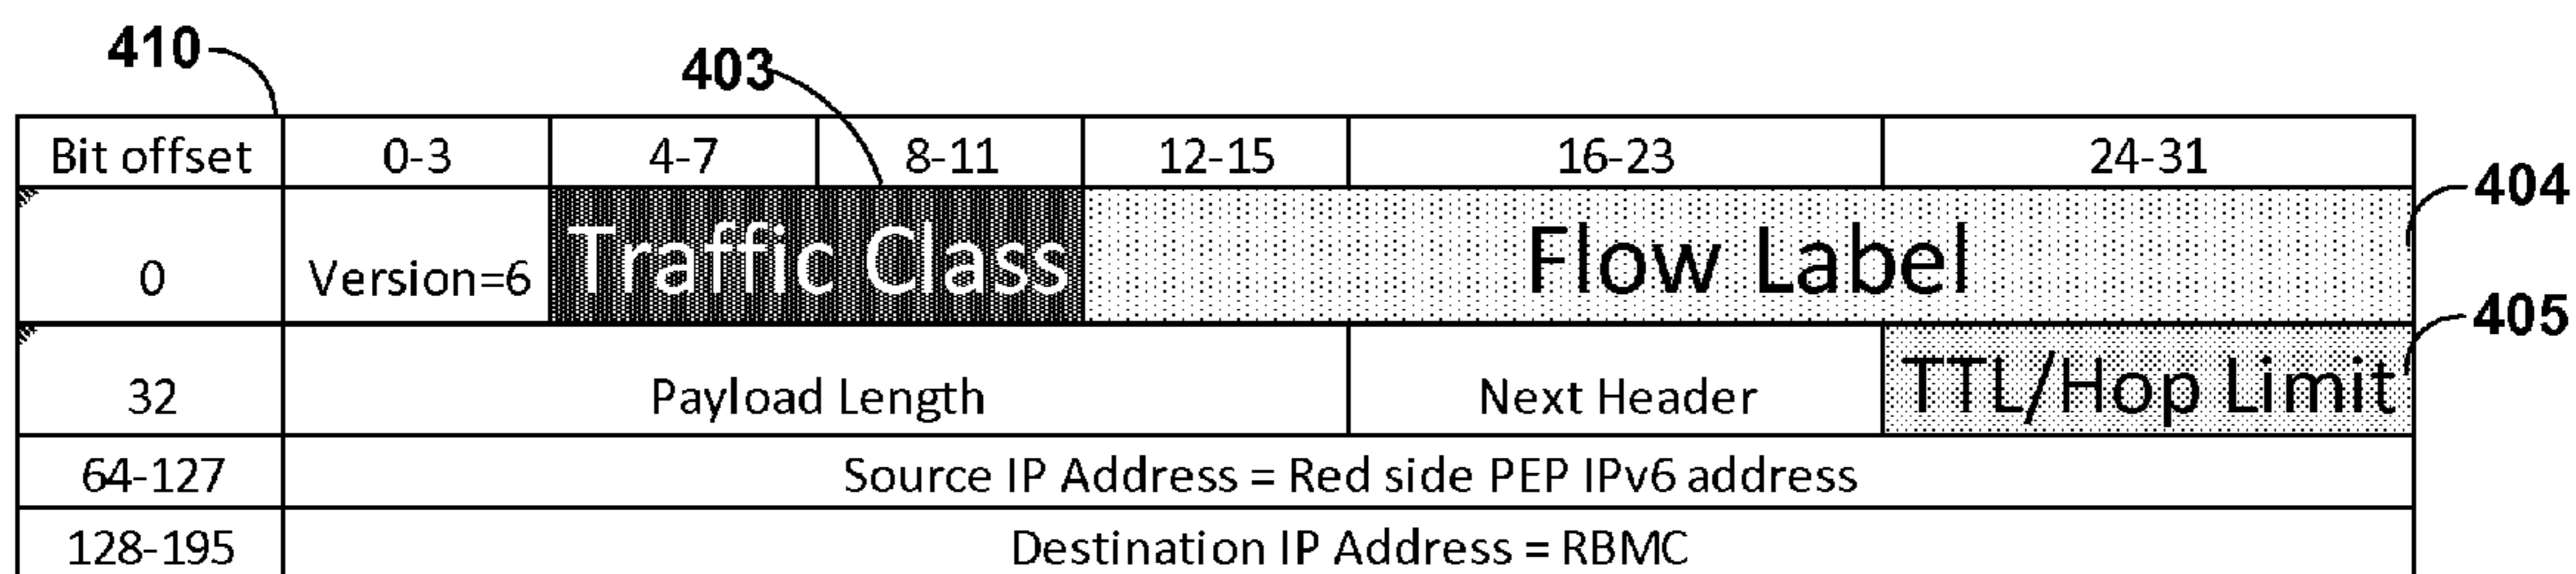 410
403
Bit offset 0-3 4-7 8-11 12-15 16-23 24-31
404
0 Version=6 Traffic Class Flow Label
405
32 Payload Length Next Header TTL/Hop Limit
64-127 Source IP Address = Red side PEP IPv6 address
128-195 Destination IP Address = RBMC